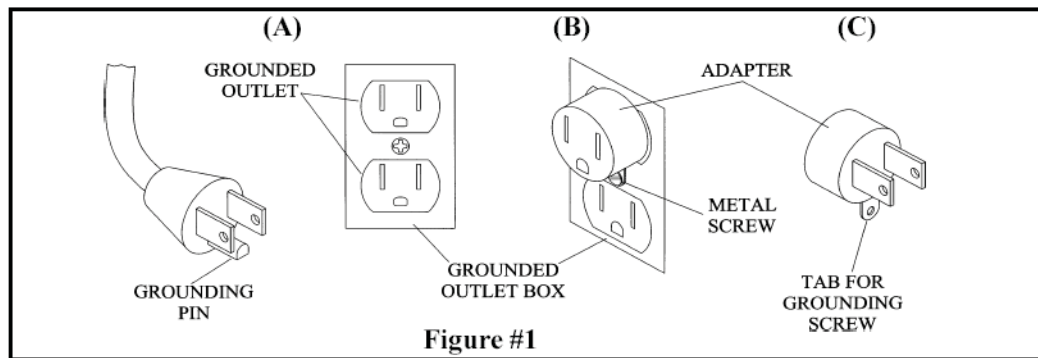 (A)
(B)
(C)
GROUNDED
OUTLET
ADAPTER
METAL
SCREW
GROUNDING
PIN
GROUNDED
OUTLET BOX
TAB FOR
GROUNDING
SCREW
Figure #1